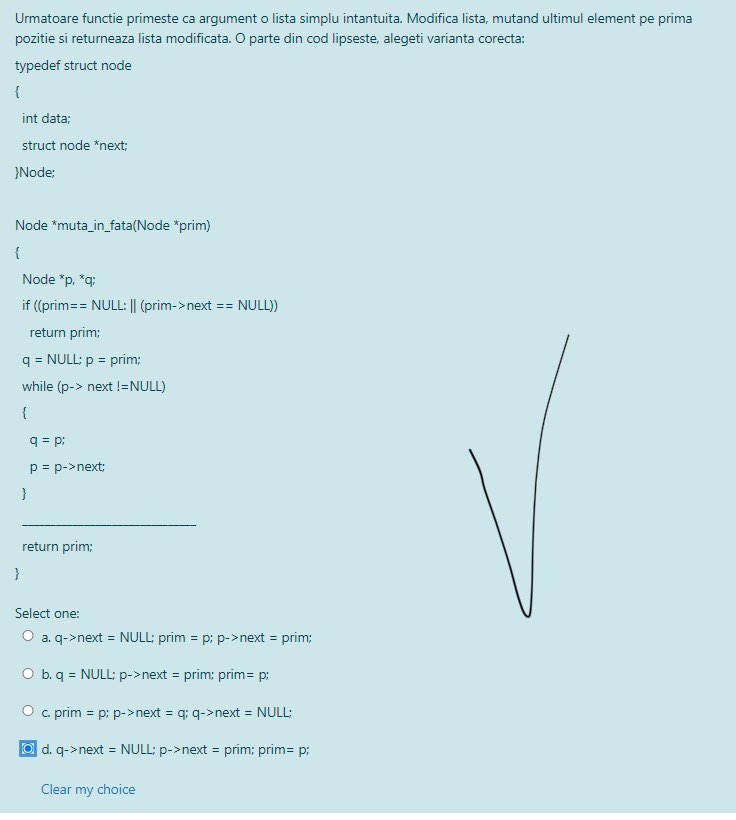 Urmatoare functie primeste ca argument o lista simplu intantuita. Modifica lista, mutand ultimul element pe prima
pozitie si returneaza lista modificata. O parte din cod lipseste, alegeti varianta corecta:
typedef struct node
{
int data;
struct node *next;
}Node;
Node *muta_in_fata(Node *prim)
{
Node *p, *q;
if ((prim== NULL: || (prim->next == NULL))
return prim;
q = NULL; p = prim;
while (p-> next !=NULL)
{
q = p;
p = p->next;
}
______________________________
return prim;
}
Select one:
a. q->next = NULL; prim = p; p->next = prim;
b. q = NULL; p->next = prim; prim= p;
c. prim = p; p->next = q; q->next = NULL;
d. q->next = NULL; p->next = prim; prim= p;
Clear my choice